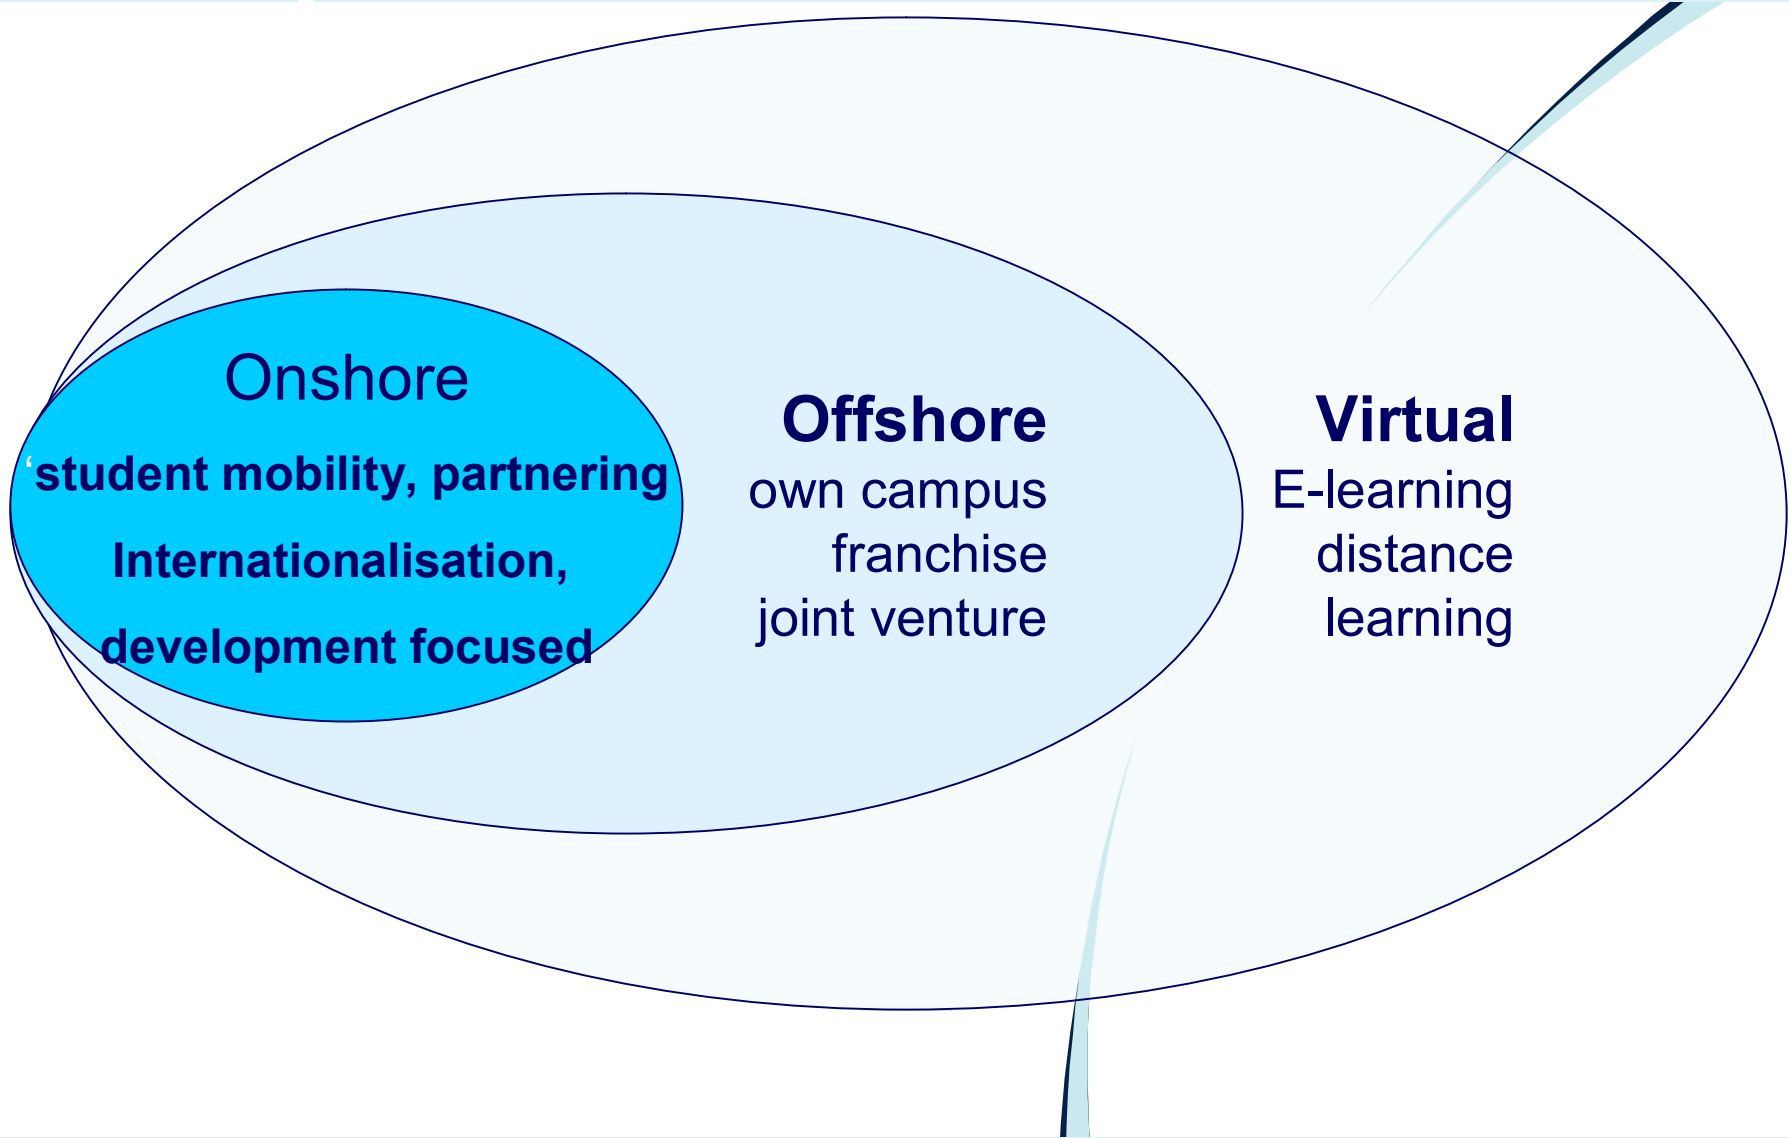 Onshore
‘student mobility, partnering
Internationalisation,
development focused
Offshore
own campus
franchise
joint venture
Virtual
E-learning
distance
learning